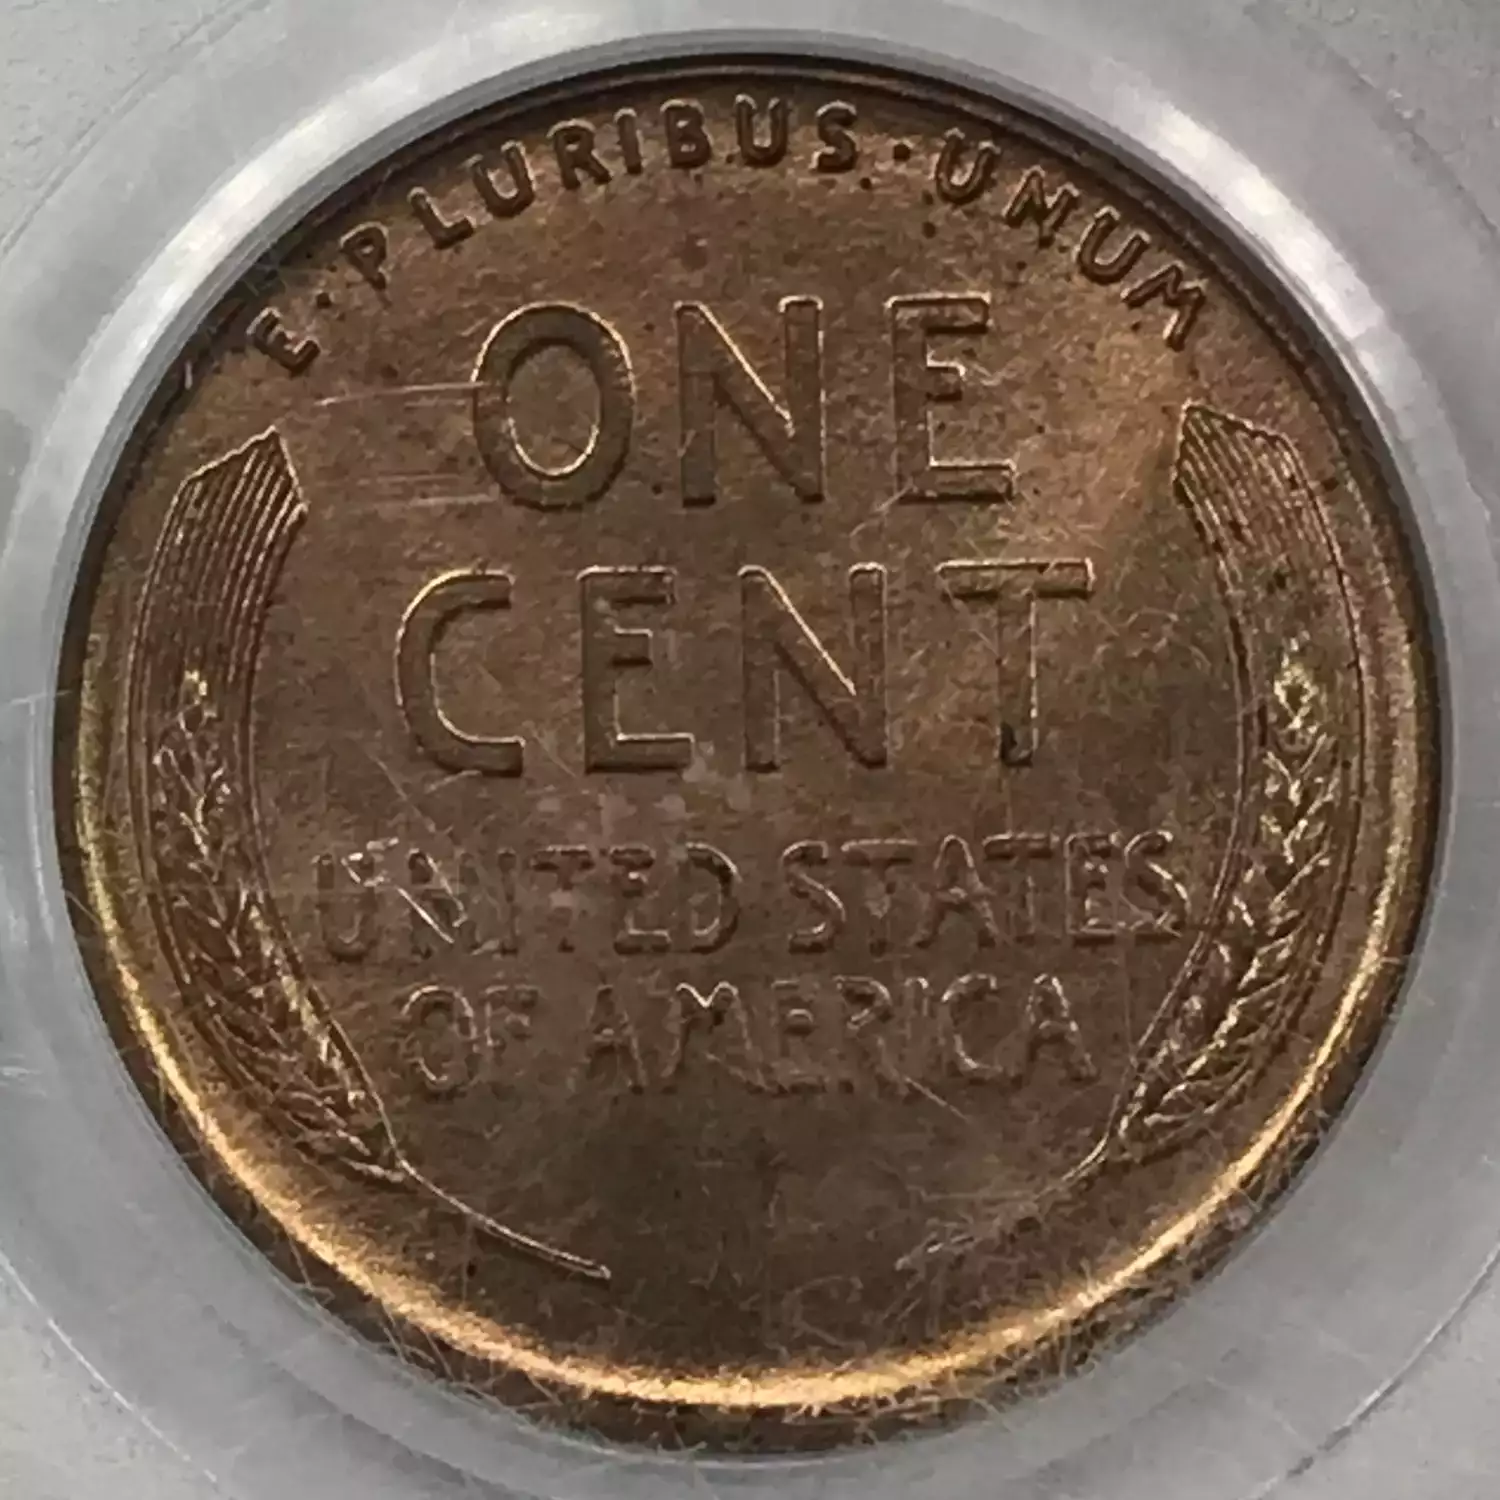 E·PLURIBUS·UNUM
ONE
CENT
UNITED STATES
OF AMERICA